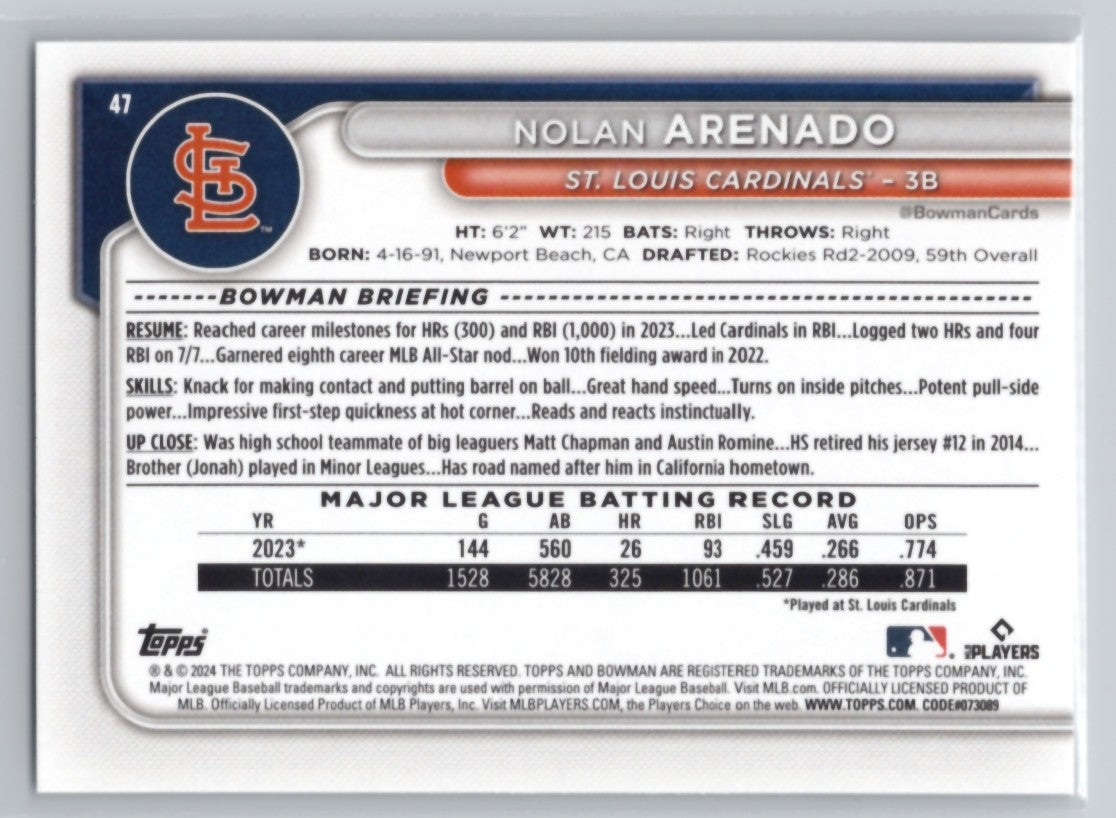 47
STL
™
NOLAN ARENADO
ST. LOUIS CARDINALS® – 3B
@BowmanCards
HT: 6'2" WT: 215 BATS: Right THROWS: Right
BORN: 4-16-91, Newport Beach, CA DRAFTED: Rockies Rd2-2009, 59th Overall
-------BOWMAN BRIEFING --------------------------------------------
RESUME: Reached career milestones for HRs (300) and RBI (1,000) in 2023...Led Cardinals in RBI...Logged two HRs and four
RBI on 7/7...Garnered eighth career MLB All-Star nod...Won 10th fielding award in 2022.
SKILLS: Knack for making contact and putting barrel on ball...Great hand speed...Turns on inside pitches...Potent pull-side
power...Impressive first-step quickness at hot corner...Reads and reacts instinctually.
UP CLOSE: Was high school teammate of big leaguers Matt Chapman and Austin Romine...HS retired his jersey #12 in 2014...
Brother (Jonah) played in Minor Leagues...Has road named after him in California hometown.
MAJOR LEAGUE BATTING RECORD
YR G AB HR RBI SLG AVG OPS
2023* 144 560 26 93 .459 .266 .774
TOTALS 1528 5828 325 1061 .527 .286 .871
*Played at St. Louis Cardinals
Topps®
MLB PLAYERS
® & © 2024 THE TOPPS COMPANY, INC. ALL RIGHTS RESERVED. TOPPS AND BOWMAN ARE REGISTERED TRADEMARKS OF THE TOPPS COMPANY, INC.
Major League Baseball trademarks and copyrights are used with permission of Major League Baseball. Visit MLB.com. OFFICIALLY LICENSED PRODUCT OF
MLB. Officially Licensed Product of MLB Players, Inc. Visit MLBPLAYERS.COM, the Players Choice on the web. WWW.TOPPS.COM. CODE#073089